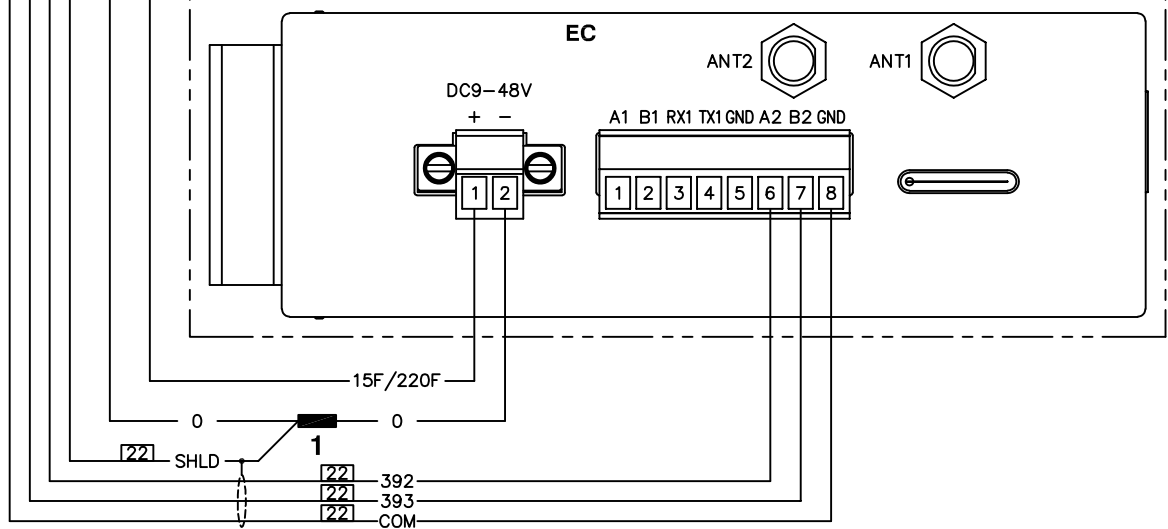 EC
ANT2 ANT1
DC9-48V
+ -
A1 B1 RX1 TX1 GND A2 B2 GND
1 2
1 2 3 4 5 6 7 8
15F/220F
0 0
1
22 SHLD
22 392
22 393
22 COM